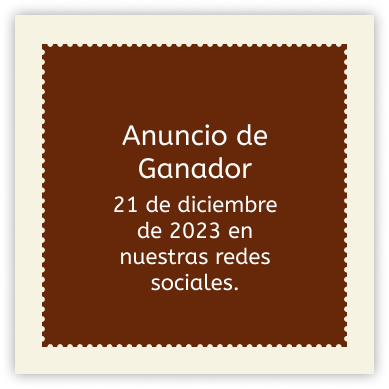 Anuncio de
Ganador
21 de diciembre
de 2023 en
nuestras redes
sociales.